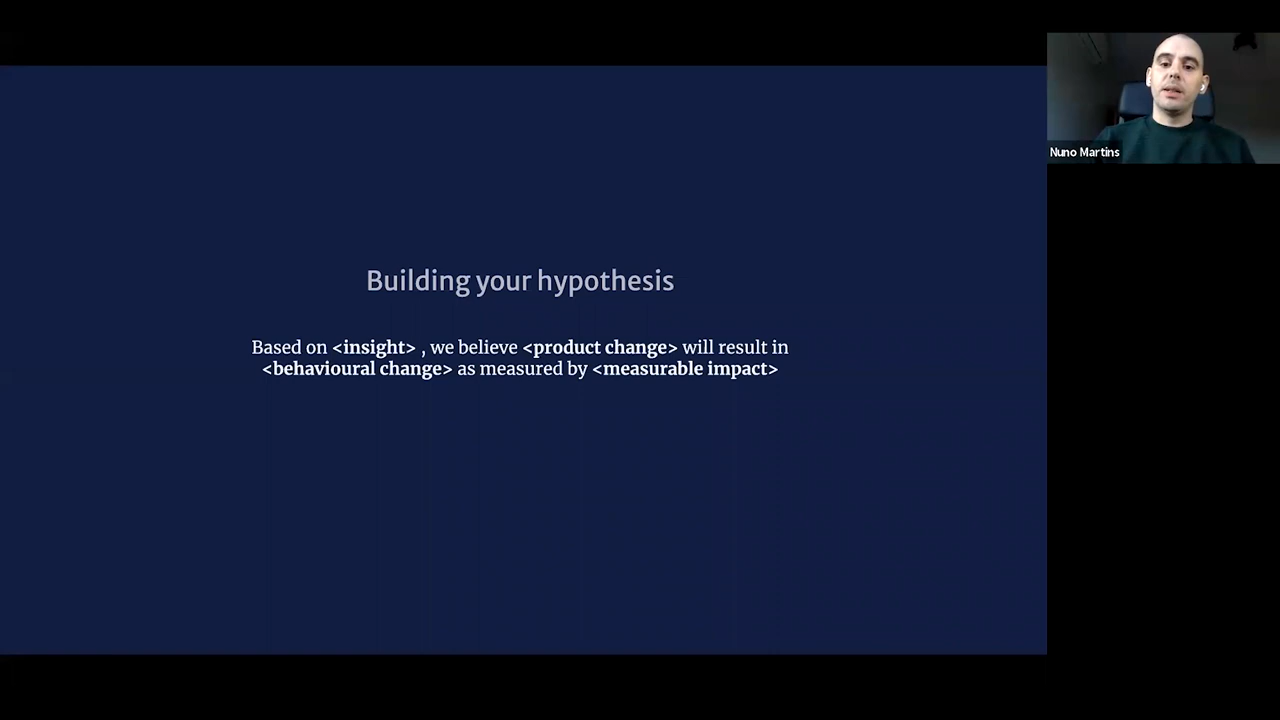 Nuno Martins
Building your hypothesis
Based on <insight> , we believe <product change> will result in
<behavioural change> as measured by <measurable impact>